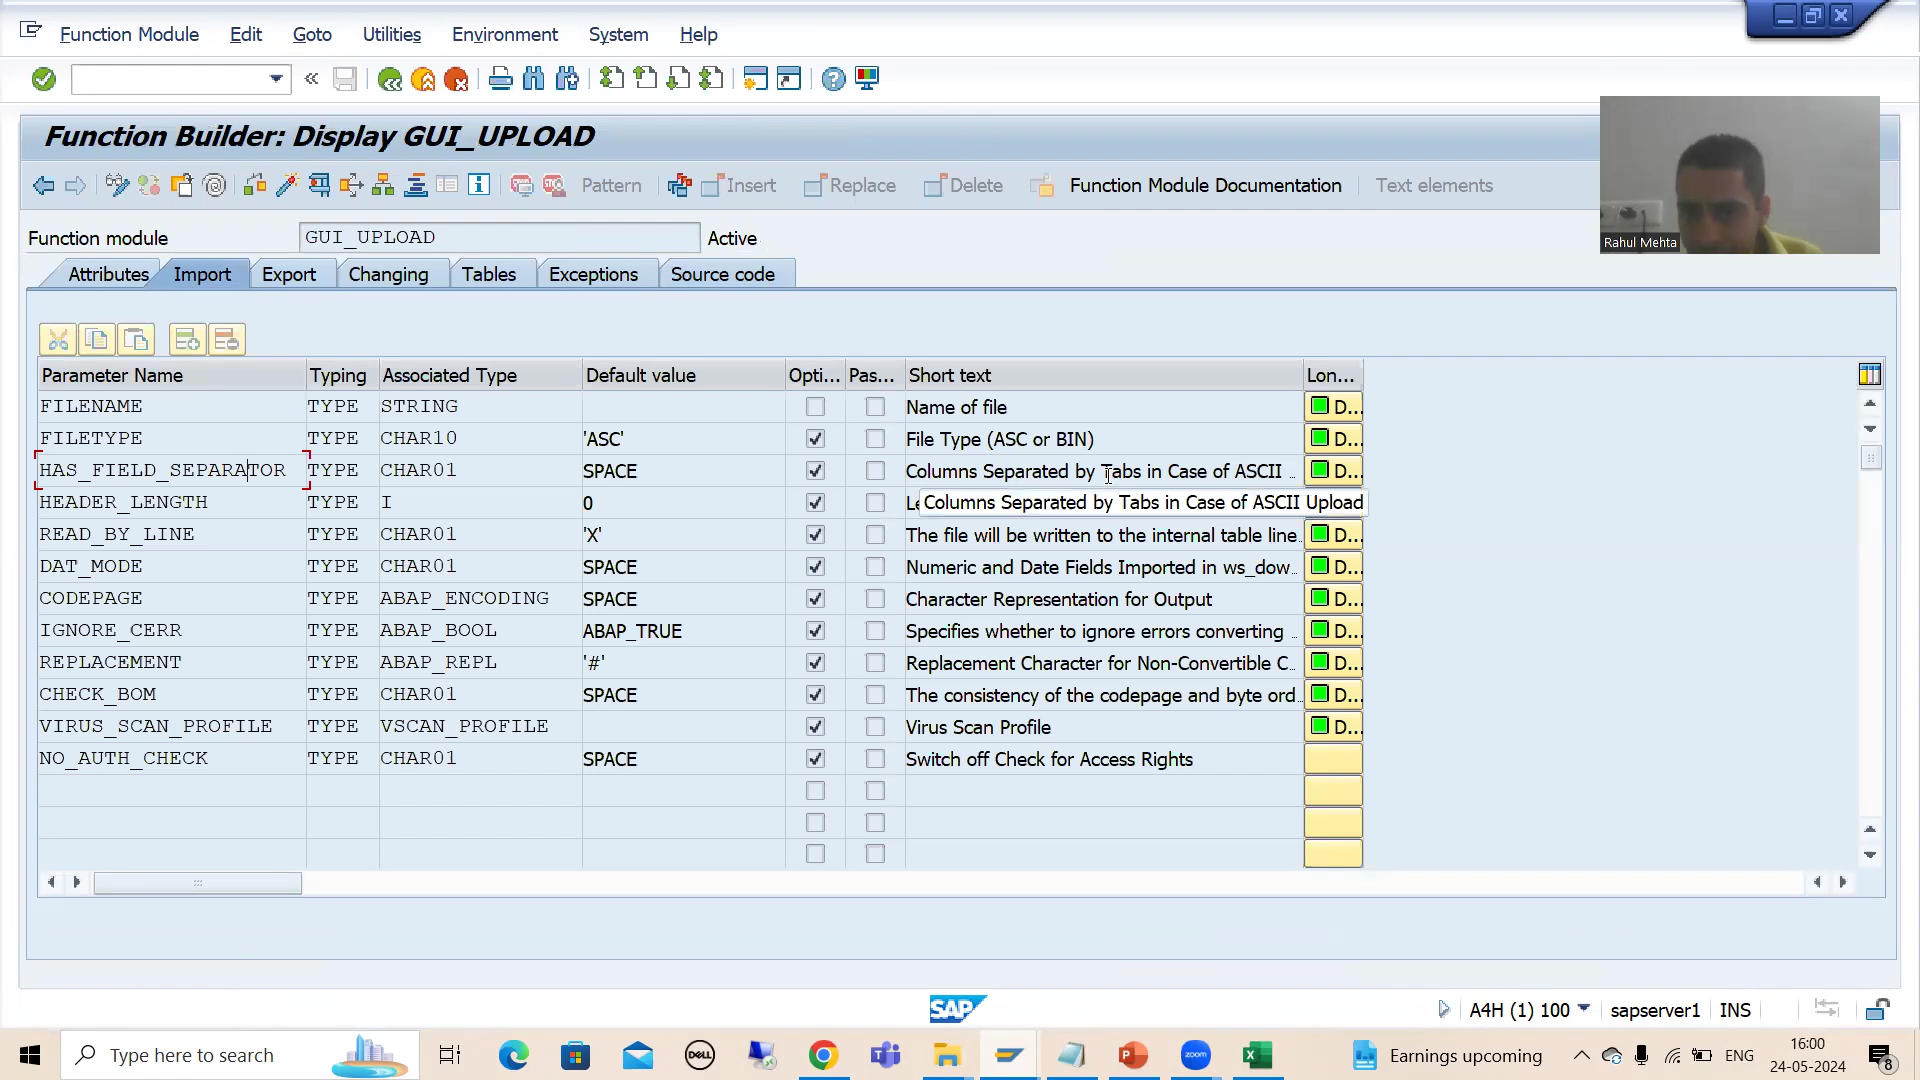 Function Module Edit Goto Utilities Environment System Help
Function Builder: Display GUI_UPLOAD
Pattern Insert Replace Delete Function Module Documentation Text elements
Rahul Mehta
Function module GUI_UPLOAD Active
Attributes Import Export Changing Tables Exceptions Source code
Parameter Name Typing Associated Type Default value Opti... Pas... Short text Lon...
FILENAME TYPE STRING Name of file D...
FILETYPE TYPE CHAR10 'ASC' File Type (ASC or BIN) D...
HAS_FIELD_SEPARATOR TYPE CHAR01 SPACE Columns Separated by Tabs in Case of ASCII ... D...
HEADER_LENGTH TYPE I 0 Le
Columns Separated by Tabs in Case of ASCII Upload
READ_BY_LINE TYPE CHAR01 'X' The file will be written to the internal table line... D...
DAT_MODE TYPE CHAR01 SPACE Numeric and Date Fields Imported in ws_dow... D...
CODEPAGE TYPE ABAP_ENCODING SPACE Character Representation for Output D...
IGNORE_CERR TYPE ABAP_BOOL ABAP_TRUE Specifies whether to ignore errors converting ... D...
REPLACEMENT TYPE ABAP_REPL '#' Replacement Character for Non-Convertible C... D...
CHECK_BOM TYPE CHAR01 SPACE The consistency of the codepage and byte ord... D...
VIRUS_SCAN_PROFILE TYPE VSCAN_PROFILE Virus Scan Profile D...
NO_AUTH_CHECK TYPE CHAR01 SPACE Switch off Check for Access Rights
SAP A4H (1) 100 sapserver1 INS
Type here to search DELL zoom Earnings upcoming ENG 16:00
24-05-2024 8